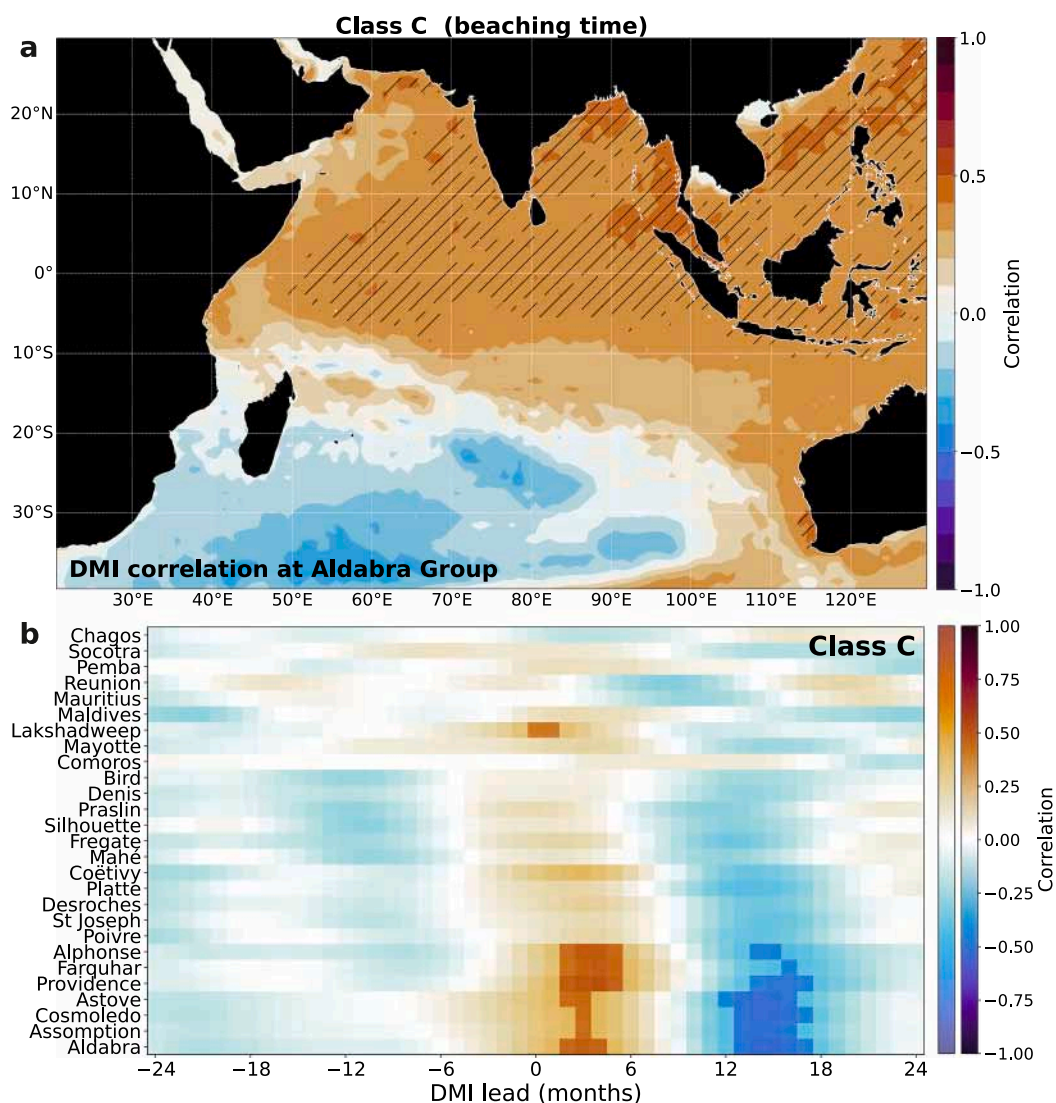 Class C (beaching time)
a
20°N
10°N
0°
10°S
20°S
30°S
30°E 40°E 50°E 60°E 70°E 80°E 90°E 100°E 110°E 120°E
DMI correlation at Aldabra Group
1.0
0.5
0.0
−0.5
−1.0
Correlation
b
Class C
Chagos
Socotra
Pemba
Reunion
Mauritius
Maldives
Lakshadweep
Mayotte
Comoros
Bird
Denis
Praslin
Silhouette
Fregate
Mahé
Coëtivy
Platte
Desroches
St Joseph
Poivre
Alphonse
Farquhar
Providence
Astove
Cosmoledo
Assomption
Aldabra
−24 −18 −12 −6 0 6 12 18 24
DMI lead (months)
1.00
0.75
0.50
0.25
0.00
−0.25
−0.50
−0.75
−1.00
Correlation